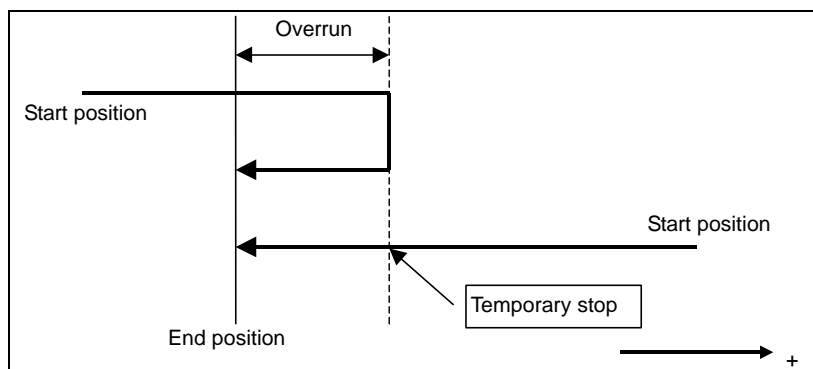 Overrun
Start position
Start position
Temporary stop
End position
+